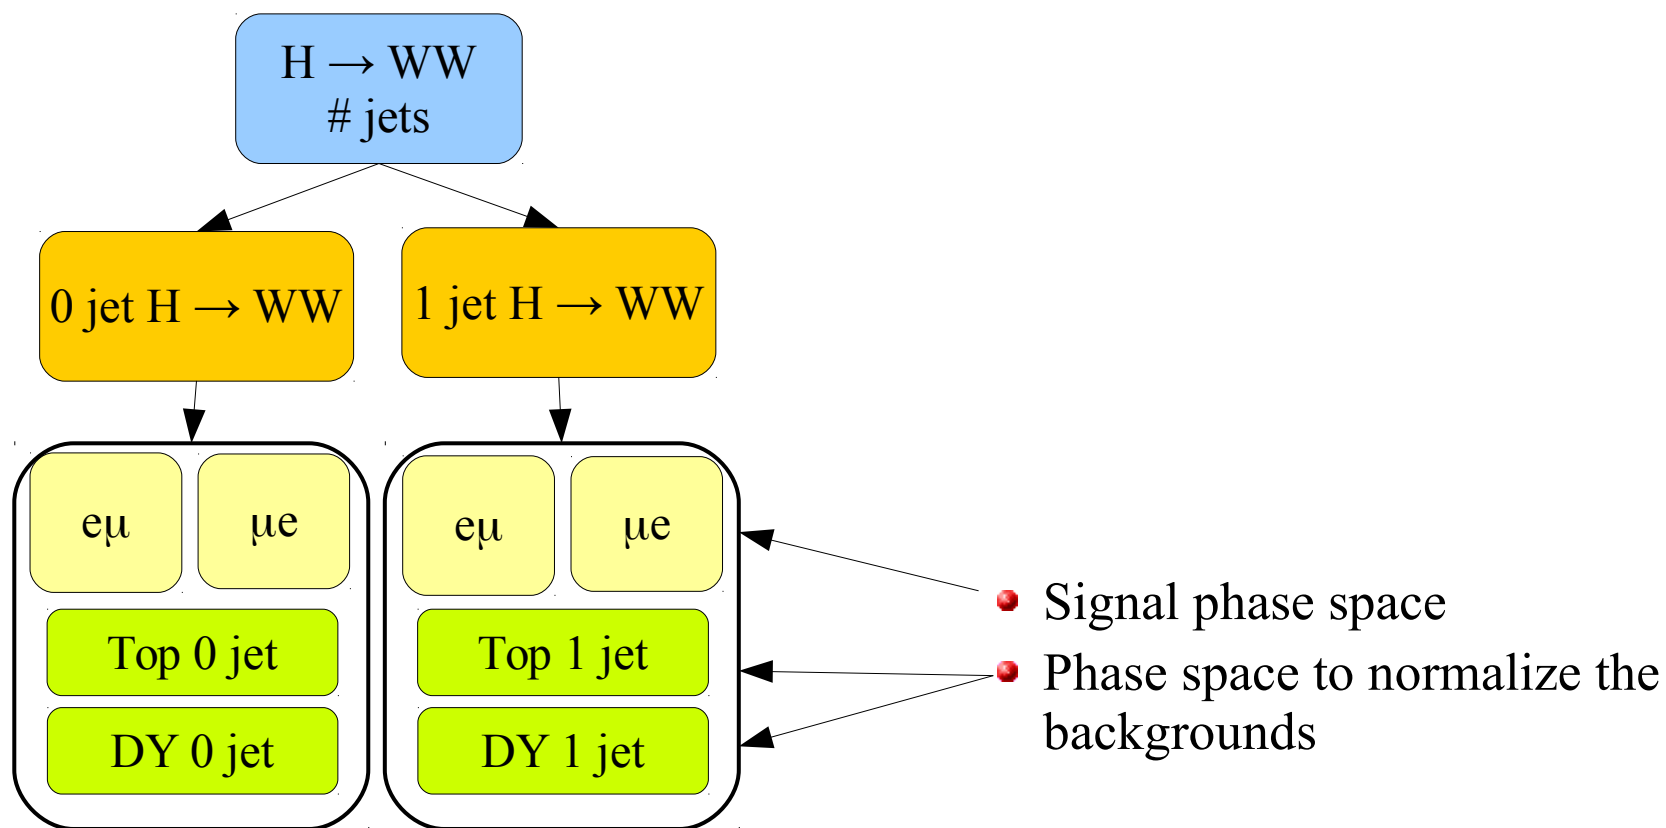 H → WW
# jets
0 jet H → WW
1 jet H → WW
eμ
μe
eμ
μe
Top 0 jet
Top 1 jet
DY 0 jet
DY 1 jet
Signal phase space
Phase space to normalize the
backgrounds